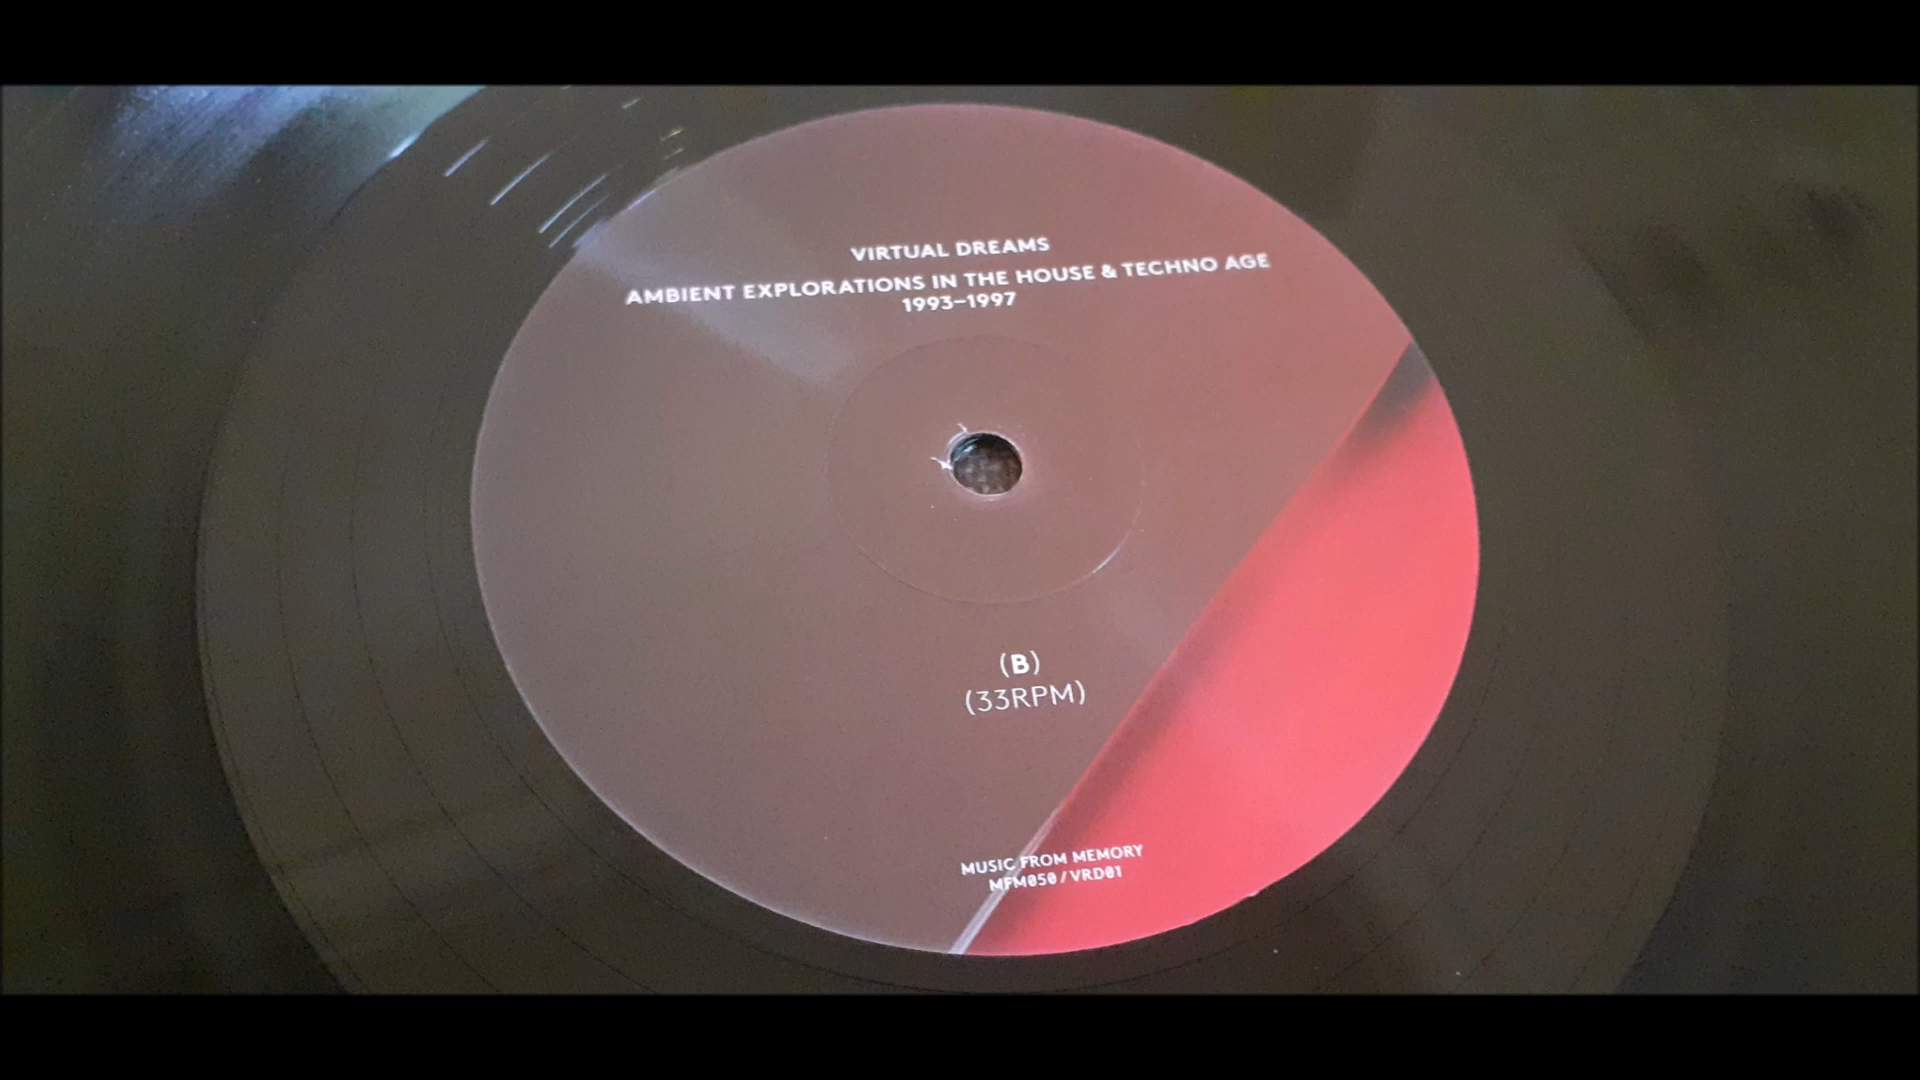 VIRTUAL DREAMS
AMBIENT EXPLORATIONS IN THE HOUSE & TECHNO AGE
1993–1997
(B)
(33RPM)
MUSIC FROM MEMORY
MFM050 / VRD01